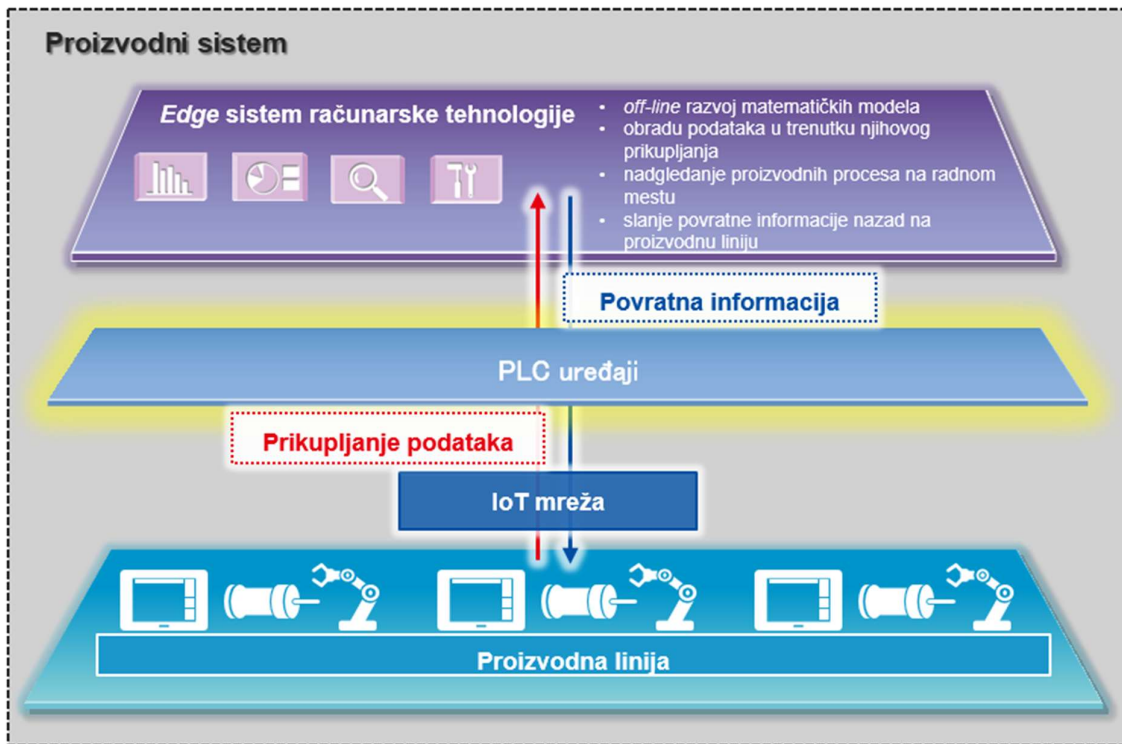 Proizvodni sistem
Edge sistem računarske tehnologije
• off-line razvoj matematičkih modela
• obradu podataka u trenutku njihovog
prikupljanja
• nadgledanje proizvodnih procesa na radnom
mestu
• slanje povratne informacije nazad na
proizvodnu liniju
Povratna informacija
PLC uređaji
Prikupljanje podataka
IoT mreža
Proizvodna linija